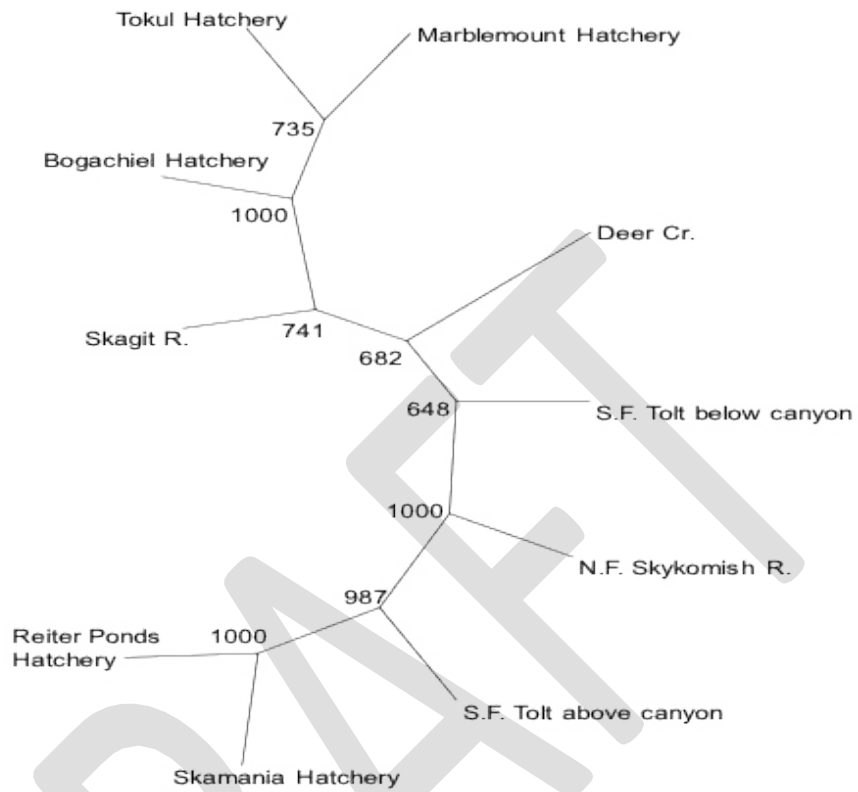 Tokul Hatchery
Marblemount Hatchery
735
Bogachiel Hatchery
1000
Deer Cr.
741
Skagit R.
682
648
S.F. Tolt below canyon
1000
N.F. Skykomish R.
987
Reiter Ponds
Hatchery
1000
S.F. Tolt above canyon
Skamania Hatchery
DRAFT